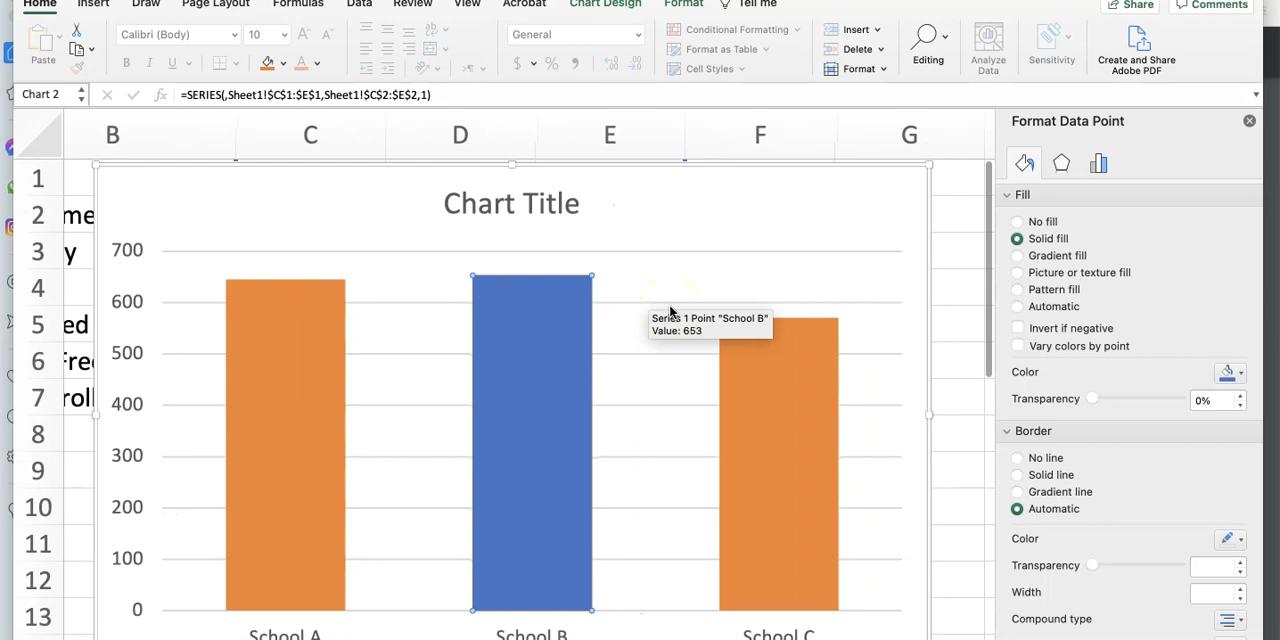 Home Insert Draw Page Layout Formulas Data Review View Acrobat Chart Design Format Tell me Share Comments
Paste
Calibri (Body) 10
B I U
General
$ %
Conditional Formatting
Format as Table
Cell Styles
Insert
Delete
Format
Editing
Analyze
Data
Sensitivity
Create and Share
Adobe PDF
Chart 2 fx =SERIES(,Sheet1!$C$1:$E$1,Sheet1!$C$2:$E$2,1)
B C D E F G
1
2 me
3 y
4
5 ed
6 Free
7 roll
8
9
10
11
12
13
Chart Title
700
600
500
400
300
200
100
0
School A School B School C
Series 1 Point "School B"
Value: 653
Format Data Point
Fill
No fill
Solid fill
Gradient fill
Picture or texture fill
Pattern fill
Automatic
Invert if negative
Vary colors by point
Color
Transparency 0%
Border
No line
Solid line
Gradient line
Automatic
Color
Transparency
Width
Compound type